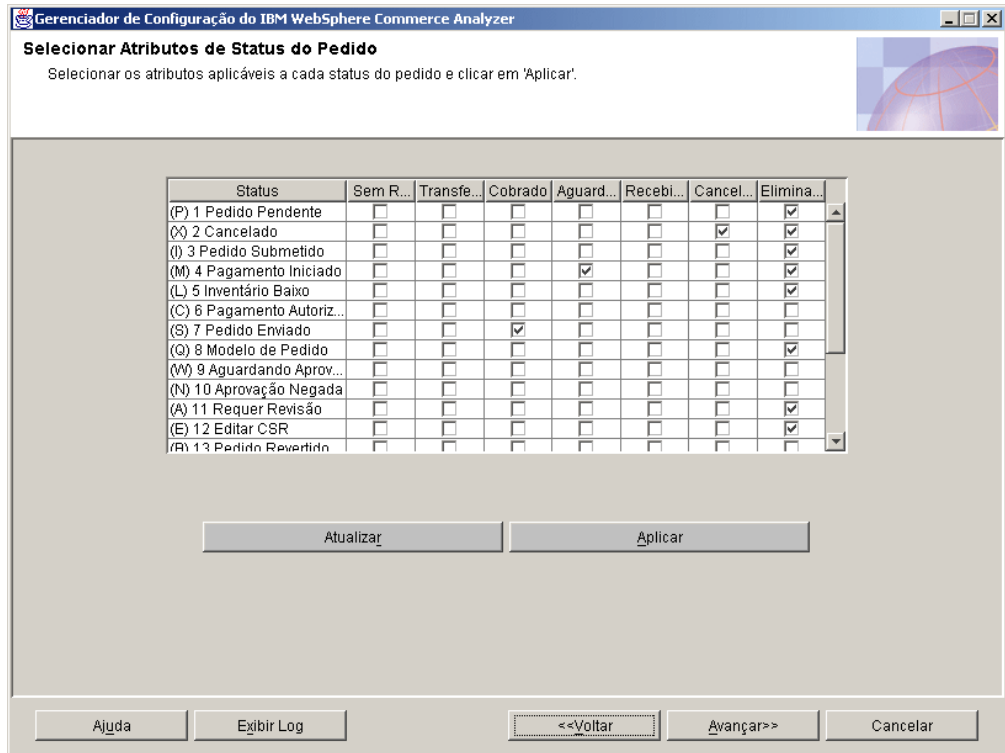 Gerenciador de Configuração do IBM WebSphere Commerce Analyzer
Selecionar Atributos de Status do Pedido
Selecionar os atributos aplicáveis a cada status do pedido e clicar em 'Aplicar'.
Status Sem R... Transfe... Cobrado Aguard... Recebi... Cancel... Elimina...
(P) 1 Pedido Pendente
(X) 2 Cancelado
(I) 3 Pedido Submetido
(M) 4 Pagamento Iniciado
(L) 5 Inventário Baixo
(C) 6 Pagamento Autoriz...
(S) 7 Pedido Enviado
(Q) 8 Modelo de Pedido
(W) 9 Aguardando Aprov...
(N) 10 Aprovação Negada
(A) 11 Requer Revisão
(E) 12 Editar CSR
13 Pedido Revertido
Atualizar Aplicar
Ajuda Exibir Log <<Voltar Avançar>> Cancelar